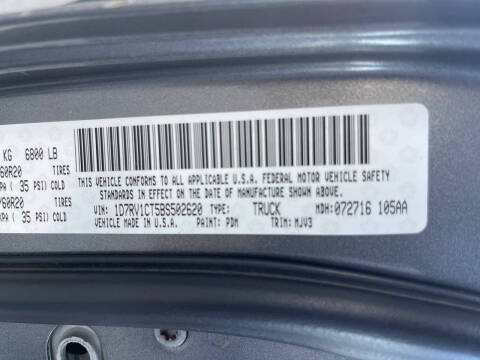 KG 6800 LB
60R20 TIRES
KPA( 35 PSI) COLD
/60R20 TIRES
PA ( 35 PSI) COLD
THIS VEHICLE CONFORMS TO ALL APPLICABLE U.S.A. FEDERAL MOTOR VEHICLE SAFETY
STANDARDS IN EFFECT ON THE DATE OF MANUFACTURE SHOWN ABOVE.
VIN: 1D7RV1CT5BS502620 TYPE: TRUCK MDH: 072716 105AA
VEHICLE MADE IN U.S.A. PAINT: PDM TRIM: MJV3